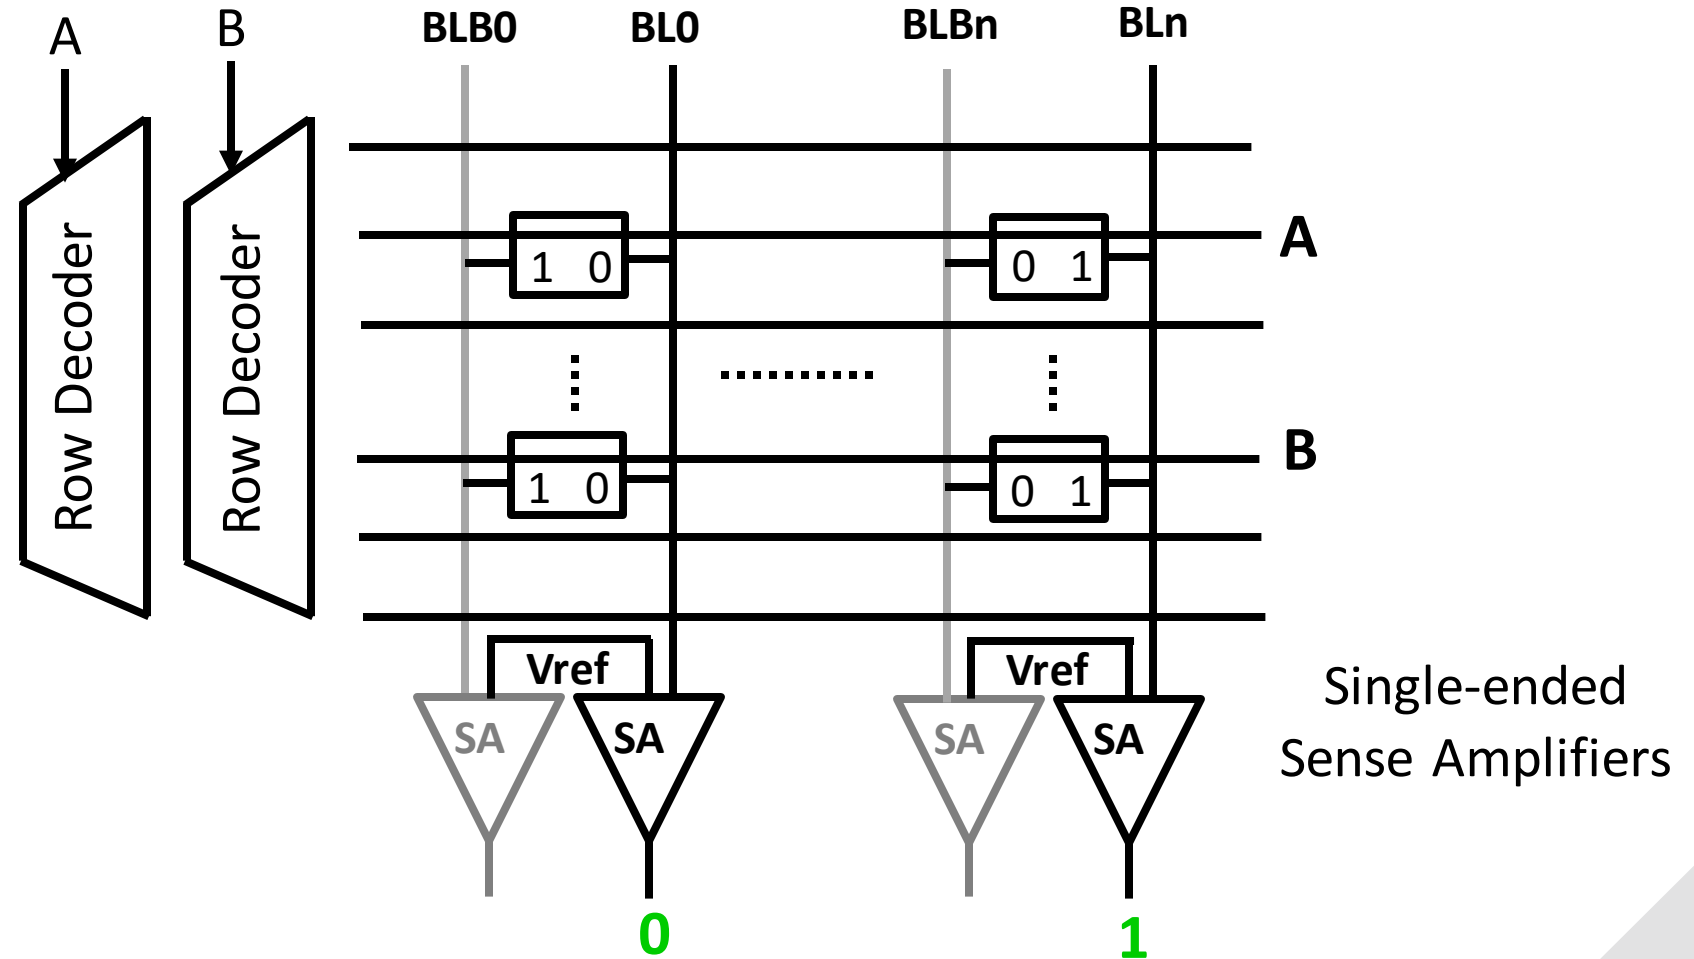 A B
BLB0 BL0 BLBn BLn
Row Decoder
Row Decoder
A
1 0
0 1
B
1 0
0 1
Vref
Vref
SA
SA
SA
SA
Single-ended
Sense Amplifiers
0
1